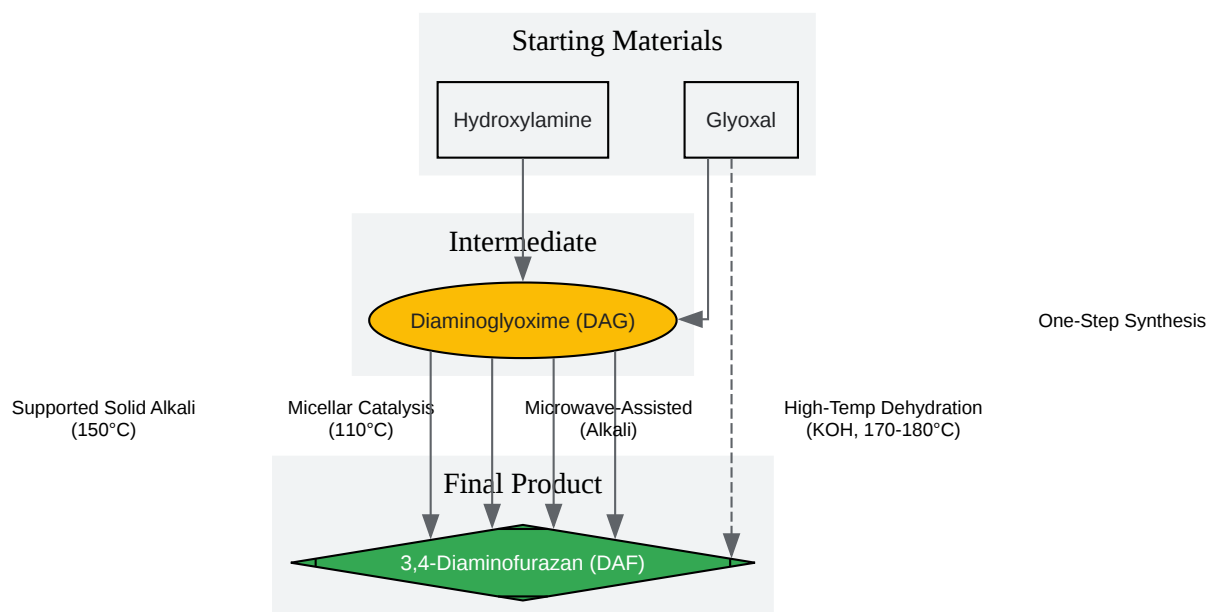 Starting Materials
Hydroxylamine
Glyoxal
Intermediate
Diaminoglyoxime (DAG)
One-Step Synthesis
Supported Solid Alkali
(150°C)
Micellar Catalysis
(110°C)
Microwave-Assisted
(Alkali)
High-Temp Dehydration
(KOH, 170-180°C)
Final Product
3,4-Diaminofurazan (DAF)